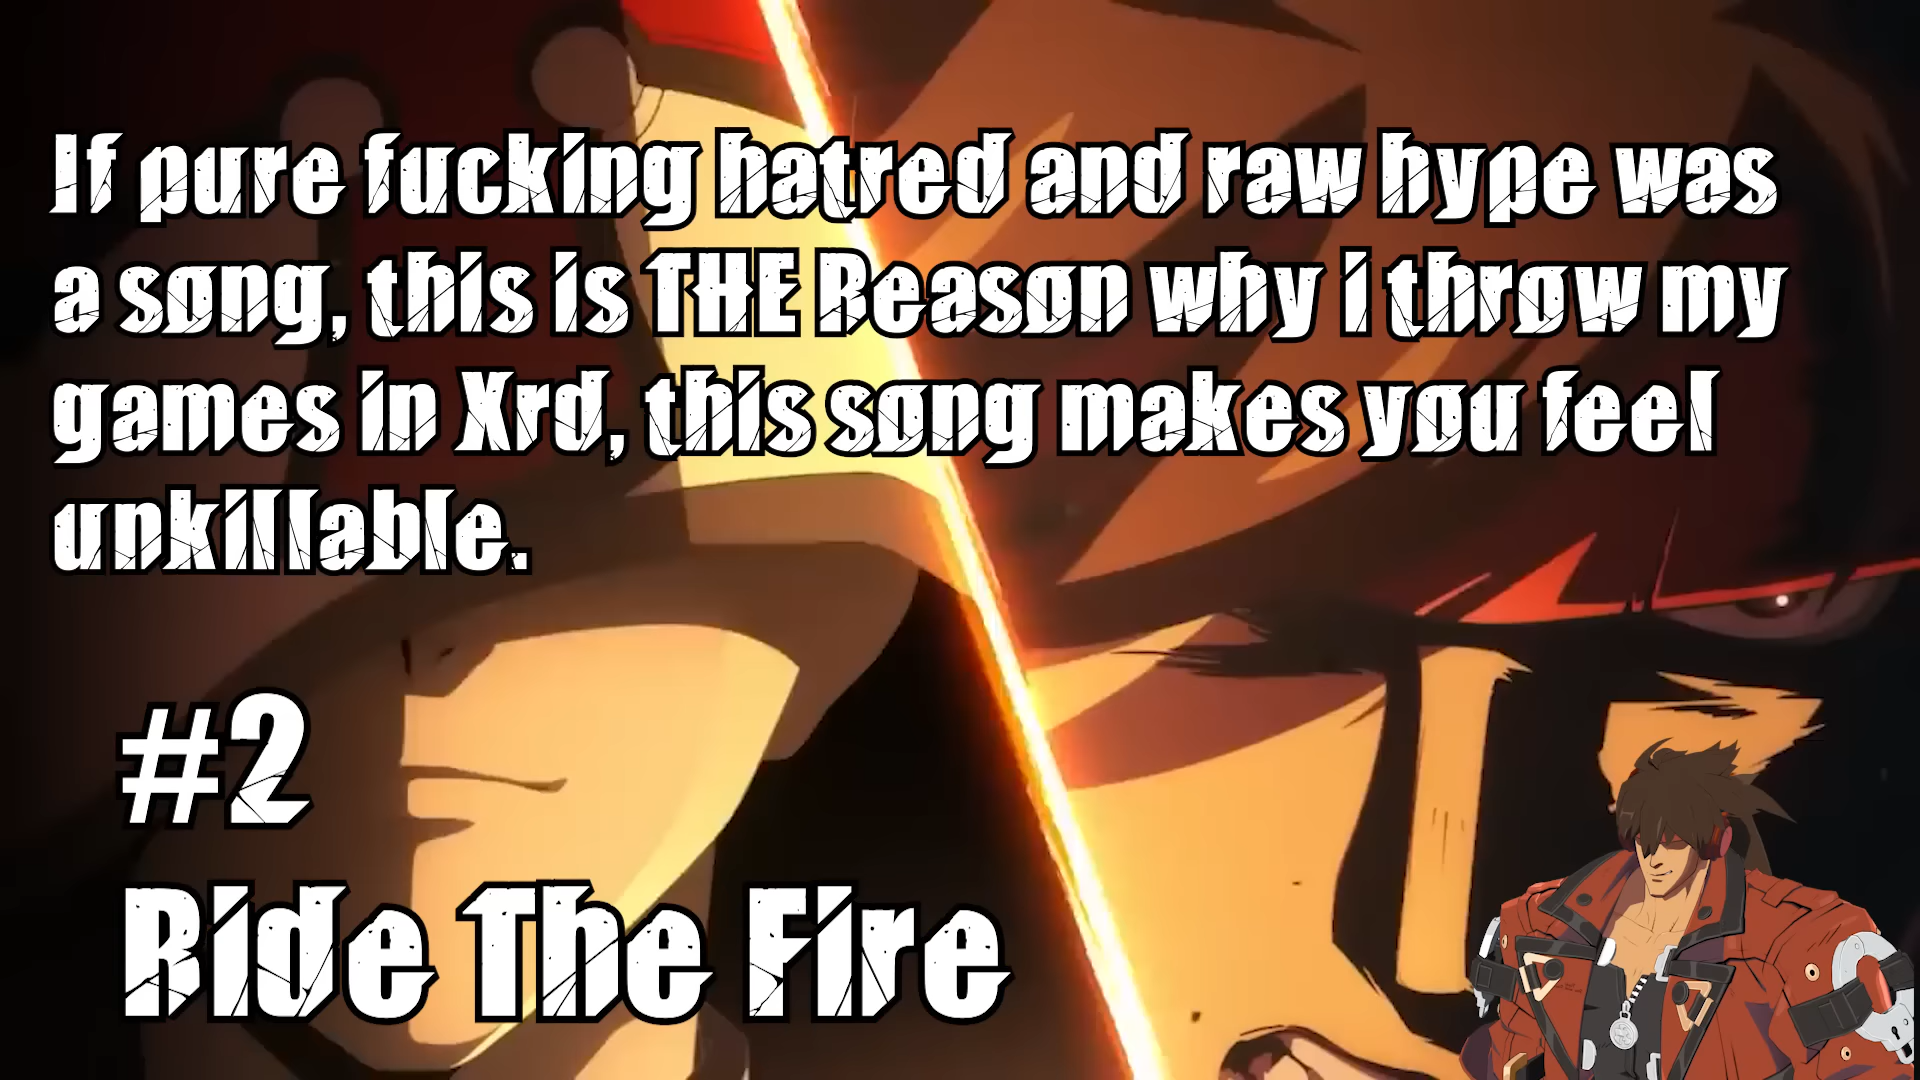 If pure fucking hatred and raw hype was
a song, this is THE Reason why i throw my
games in Xrd, this song makes you feel
unkillable.
#2
Ride The Fire